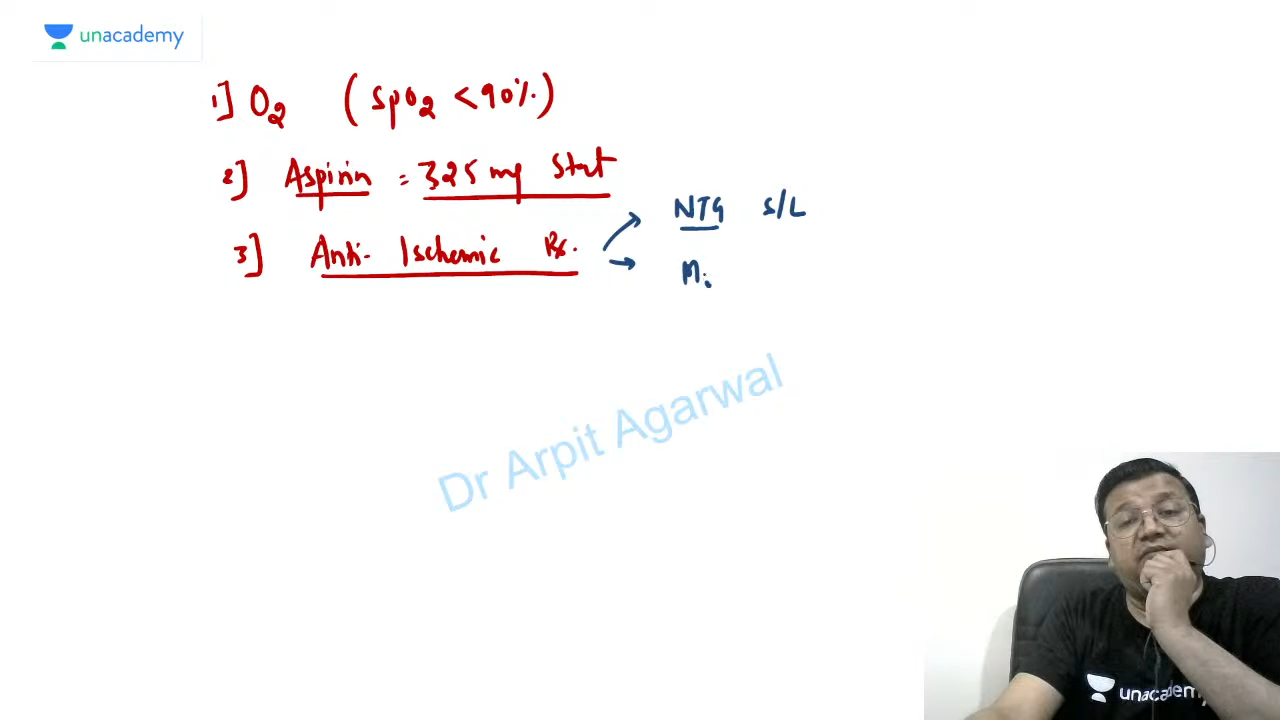 unacademy
1] O2 (SpO2 <90%)
2] Aspirin = 325 mg Stat
3] Anti-Ischemic Rx.
NTG S/L
Mi
Dr Arpit Agarwal
unacademy